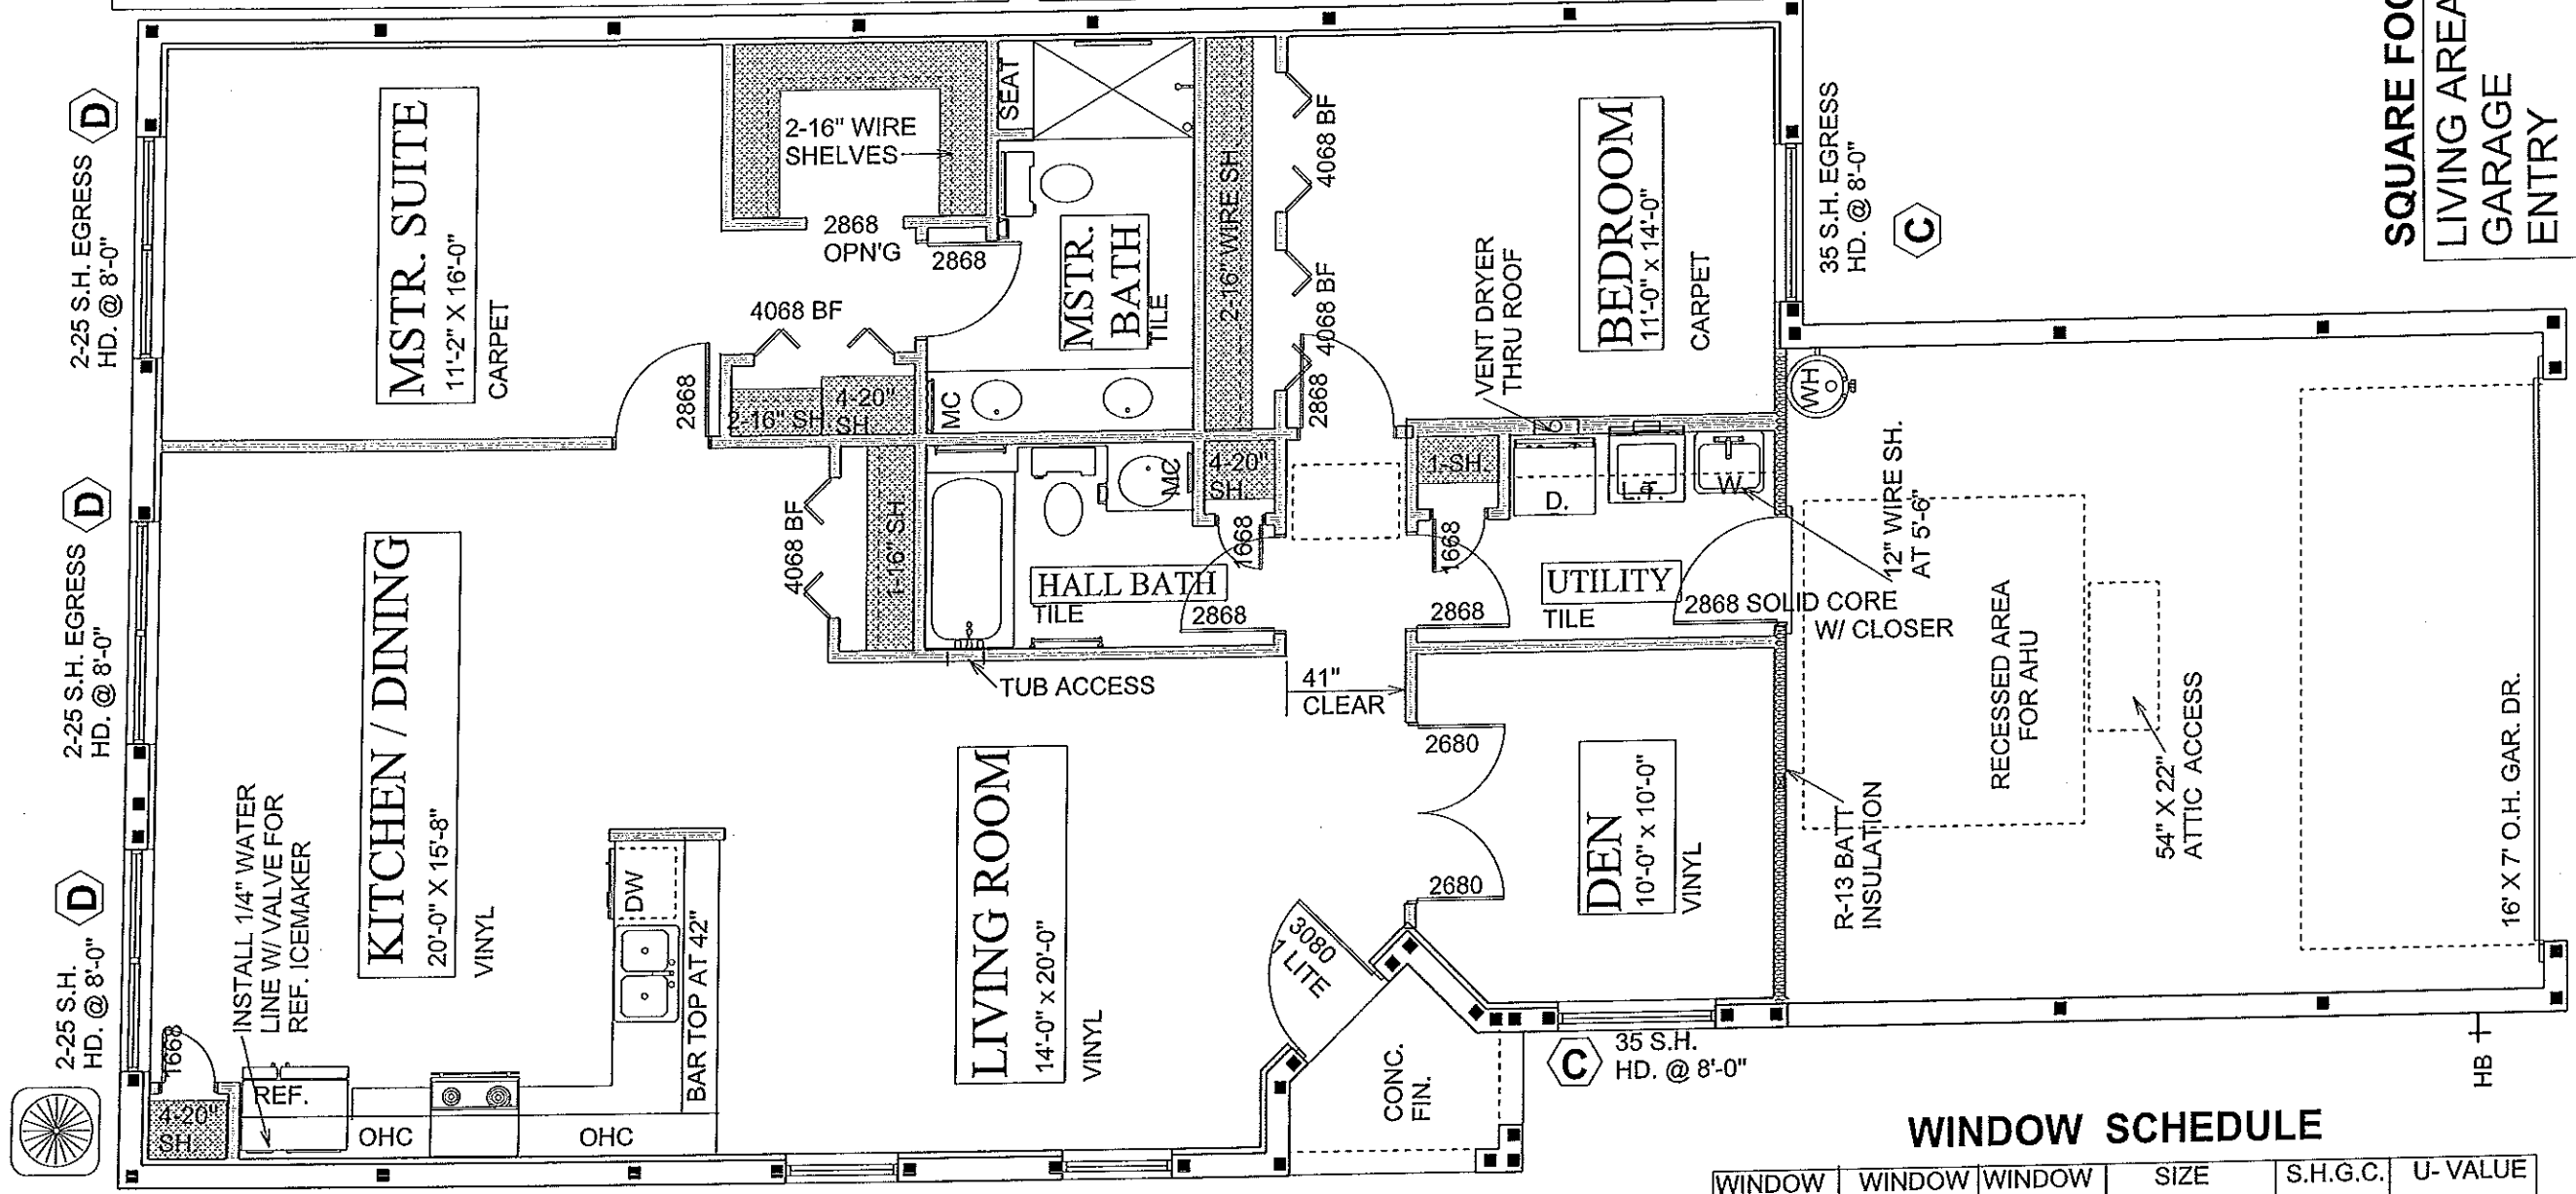 2-25 S.H. EGRESS
HD. @ 8'-0"
D
2-25 S.H. EGRESS
HD. @ 8'-0"
D
2-25 S.H.
HD. @ 8'-0"
D
MSTR. SUITE
11'-2" X 16'-0"
CARPET
2-16" WIRE
SHELVES
2868
OPN'G
2868
4068 BF
2868
2-16" SH.
4-20"
SH.
SEAT
MSTR.
BATH
TILE
MC
2-16" WIRE SH.
4068 BF
4068 BF
2868
BEDROOM
11'-0" x 14'-0"
CARPET
35 S.H. EGRESS
HD. @ 8'-0"
C
VENT DRYER
THRU ROOF
SQUARE FOO
LIVING AREA
GARAGE
ENTRY
KITCHEN / DINING
20'-0" X 15'-8"
VINYL
INSTALL 1/4" WATER
LINE W/ VALVE FOR
REF. ICEMAKER
1668
4-20"
SH.
REF.
OHC
OHC
DW
BAR TOP AT 42"
4068 BF
1-16" SH.
HALL BATH
TILE
MC
4-20"
SH.
1668
2868
TUB ACCESS
41"
CLEAR
1-SH.
1668
2868
D.
L.T.
W.
UTILITY
TILE
2868 SOLID CORE
W/ CLOSER
12" WIRE SH.
AT 5'-6"
WH
LIVING ROOM
14'-0" x 20'-0"
VINYL
3080
1 LITE
2680
2680
DEN
10'-0" x 10'-0"
VINYL
R-13 BATT
INSULATION
RECESSED AREA
FOR AHU
54" X 22"
ATTIC ACCESS
16' X 7' O.H. GAR. DR.
CONC.
FIN.
C
35 S.H.
HD. @ 8'-0"
HB
WINDOW SCHEDULE
WINDOW WINDOW WINDOW SIZE S.H.G.C. U- VALUE